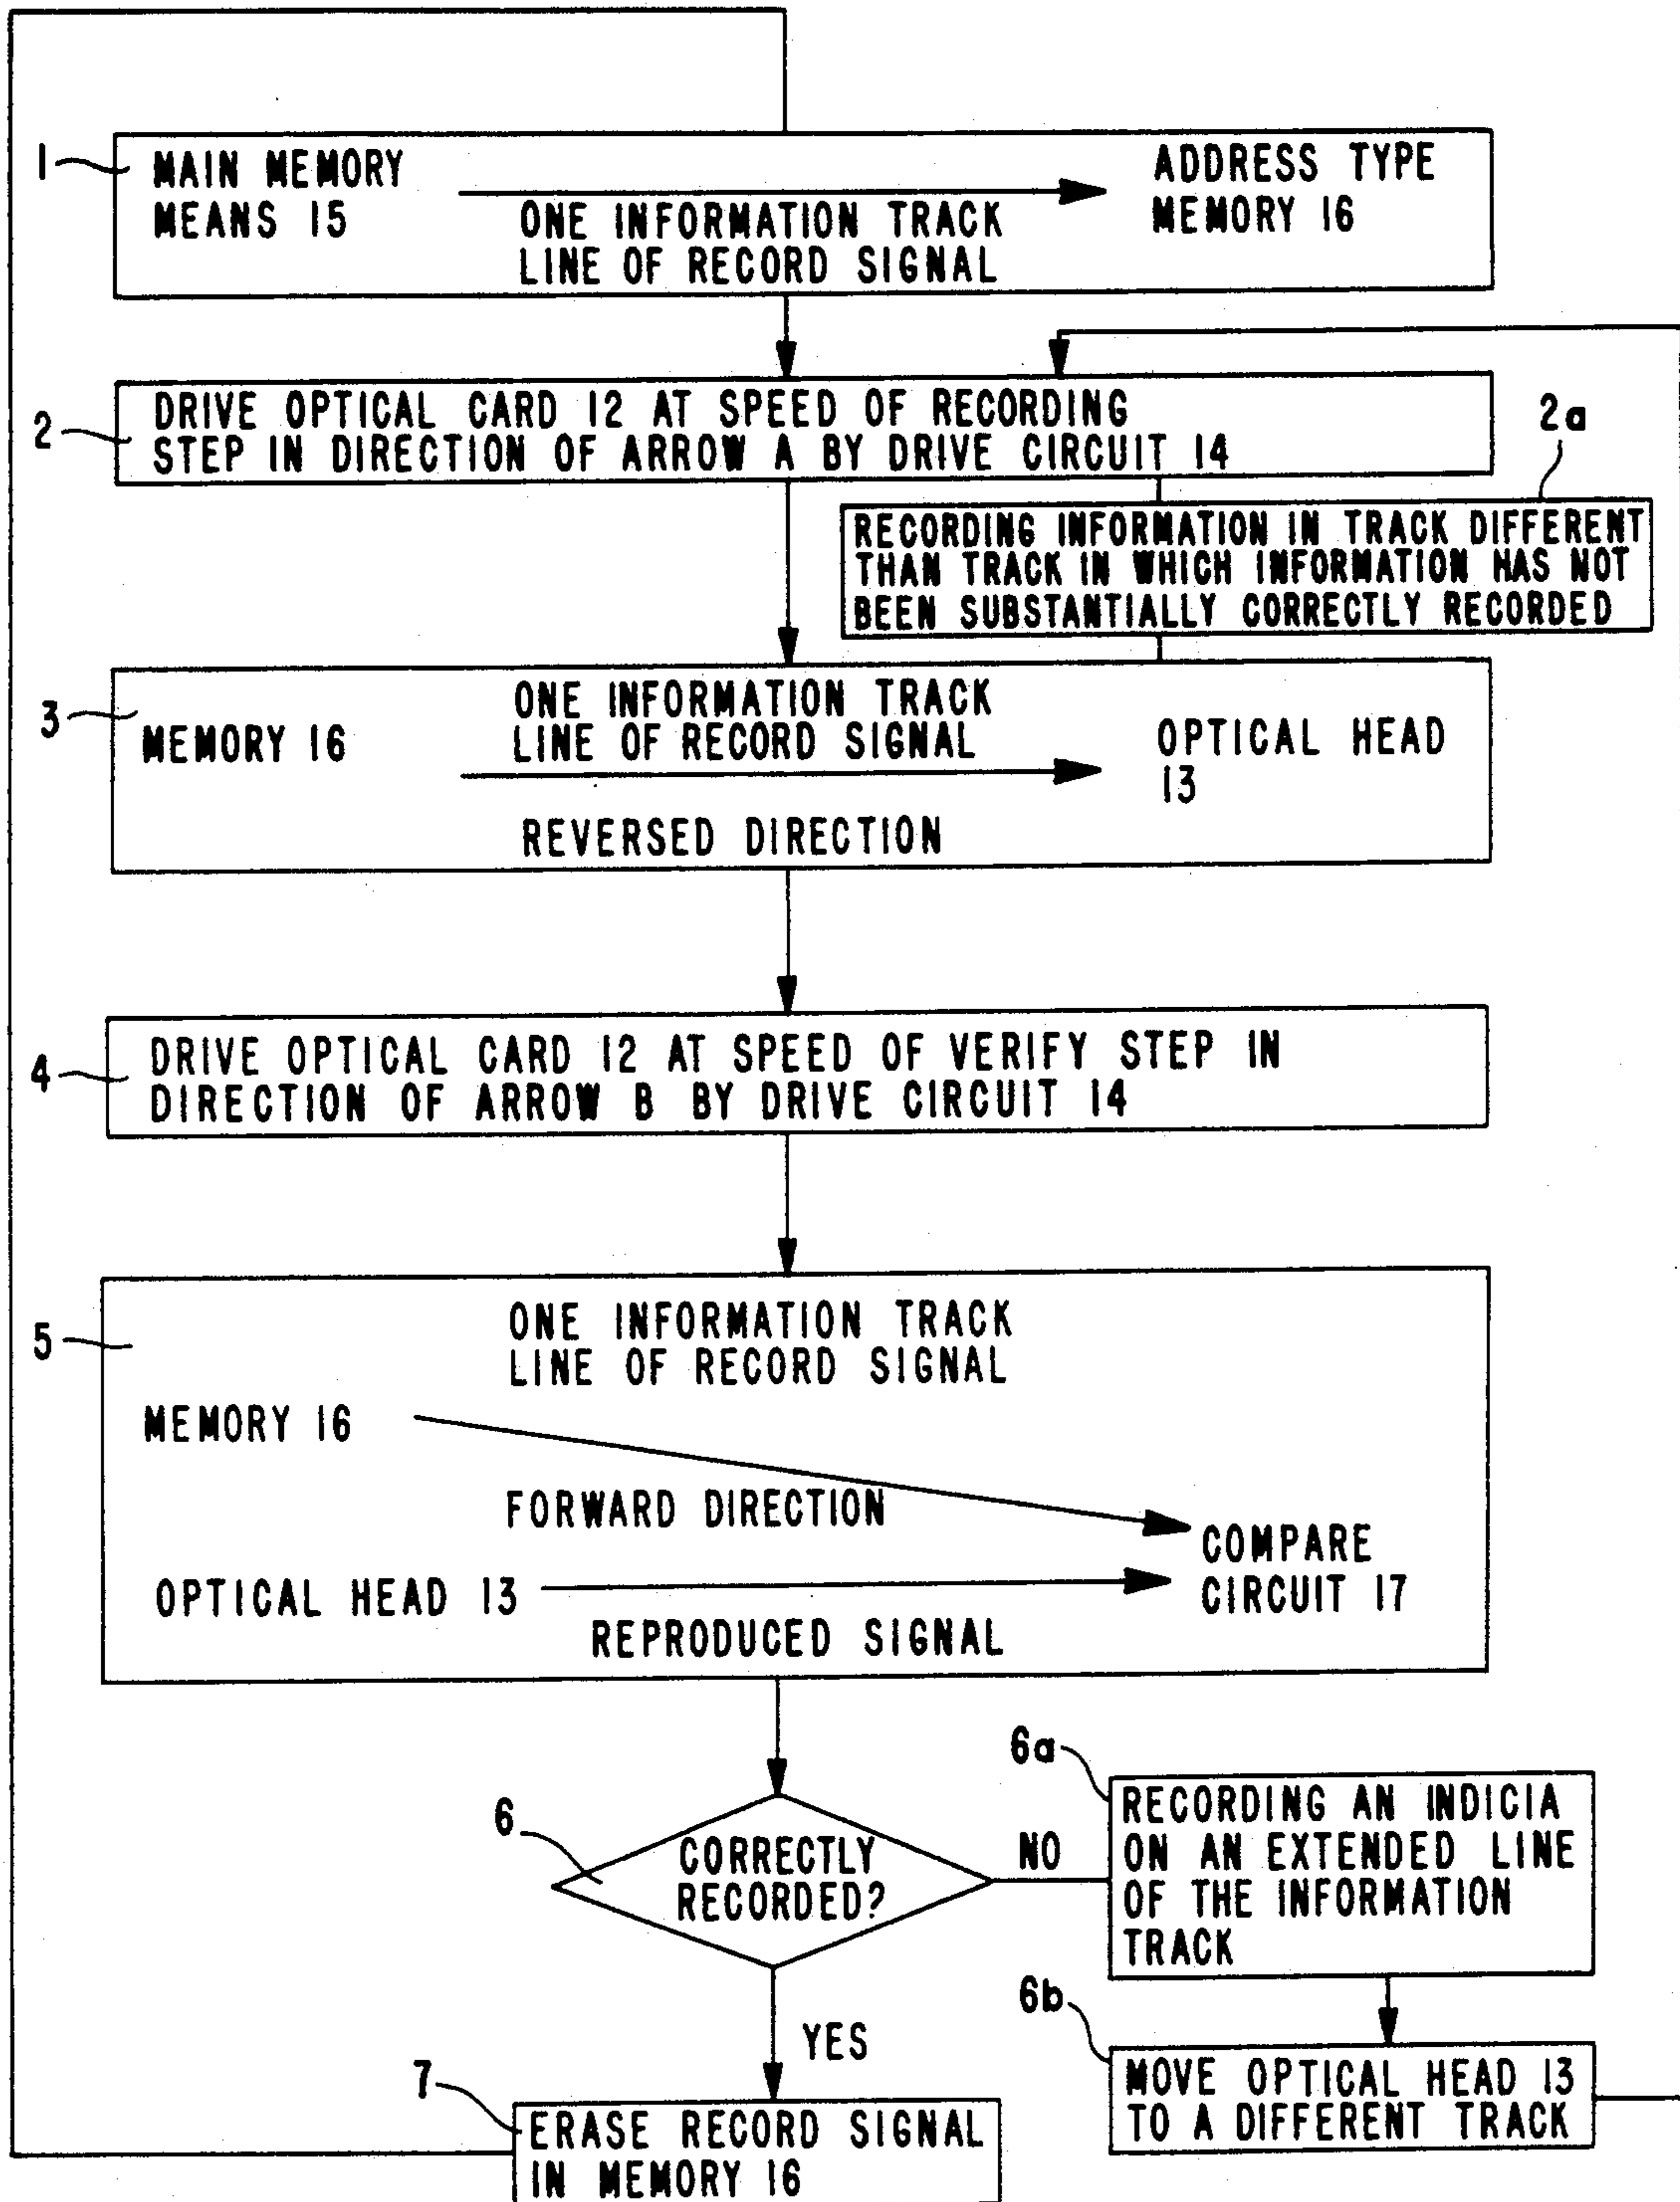 1
MAIN MEMORY
MEANS 15
ONE INFORMATION TRACK
LINE OF RECORD SIGNAL
ADDRESS TYPE
MEMORY 16
2
DRIVE OPTICAL CARD 12 AT SPEED OF RECORDING
STEP IN DIRECTION OF ARROW A BY DRIVE CIRCUIT 14
2a
RECORDING INFORMATION IN TRACK DIFFERENT
THAN TRACK IN WHICH INFORMATION HAS NOT
BEEN SUBSTANTIALLY CORRECTLY RECORDED
3
MEMORY 16
ONE INFORMATION TRACK
LINE OF RECORD SIGNAL
REVERSED DIRECTION
OPTICAL HEAD
13
4
DRIVE OPTICAL CARD 12 AT SPEED OF VERIFY STEP IN
DIRECTION OF ARROW B BY DRIVE CIRCUIT 14
5
ONE INFORMATION TRACK
LINE OF RECORD SIGNAL
MEMORY 16
FORWARD DIRECTION
OPTICAL HEAD 13
REPRODUCED SIGNAL
COMPARE
CIRCUIT 17
6
CORRECTLY
RECORDED?
NO
6a
RECORDING AN INDICIA
ON AN EXTENDED LINE
OF THE INFORMATION
TRACK
6b
MOVE OPTICAL HEAD 13
TO A DIFFERENT TRACK
YES
7
ERASE RECORD SIGNAL
IN MEMORY 16